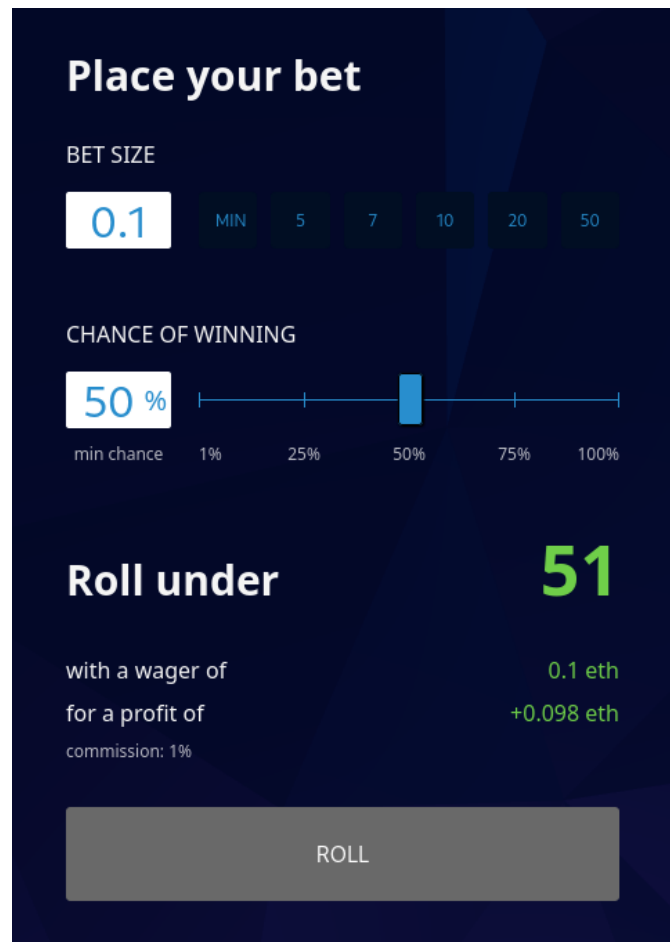 Place your bet
BET SIZE
0.1 MIN 5 7 10 20 50
CHANCE OF WINNING
50 %
min chance 1% 25% 50% 75% 100%
Roll under 51
with a wager of 0.1 eth
for a profit of +0.098 eth
commission: 1%
ROLL